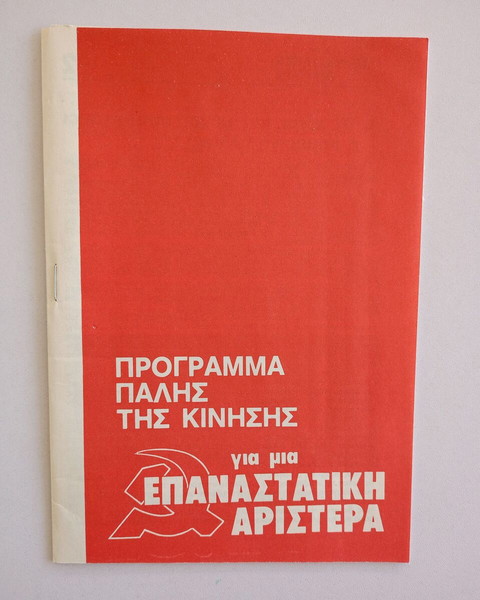 ΠΡΟΓΡΑΜΜΑ
ΠΑΛΗΣ
ΤΗΣ ΚΙΝΗΣΗΣ
για μια
ΕΠΑΝΑΣΤΑΤΙΚΗ
ΑΡΙΣΤΕΡΑ